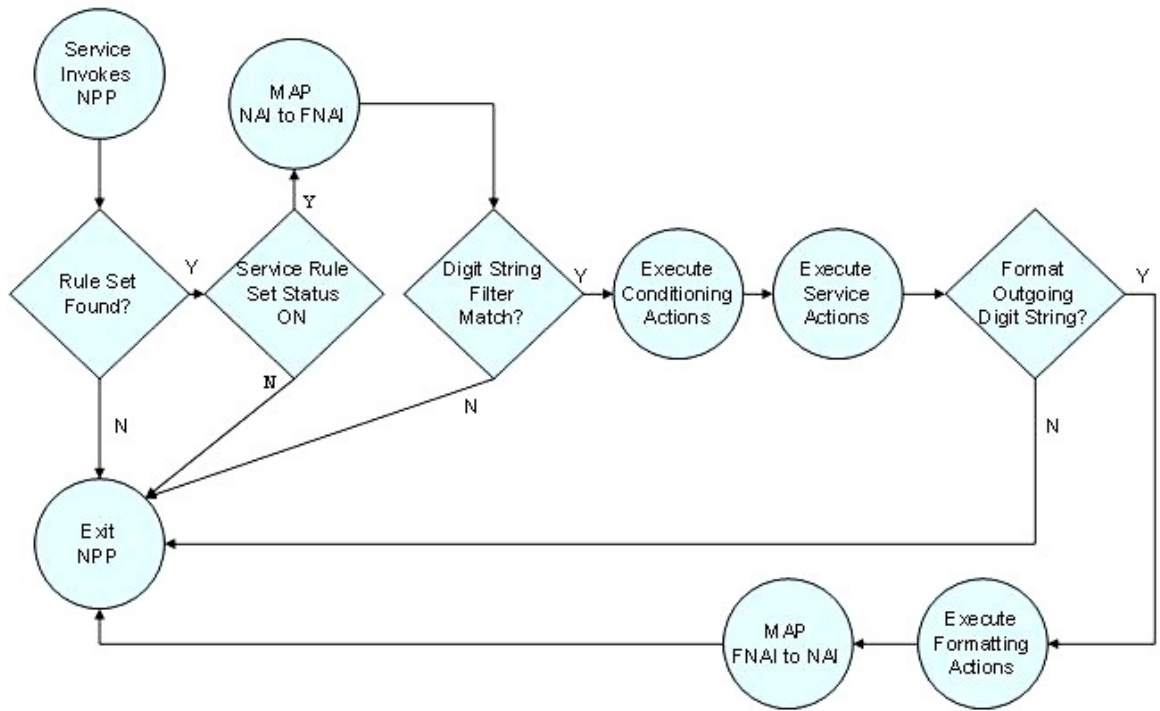 Service
Invokes
NPP
MAP
NAI to FNAI
Y
Rule Set
Found?
Y
Service Rule
Set Status
ON
Digit String
Filter
Match?
Y
Execute
Conditioning
Actions
Execute
Service
Actions
Format
Outgoing
Digit String?
Y
N
N
N
N
Exit
NPP
MAP
FNAI to NAI
Execute
Formatting
Actions